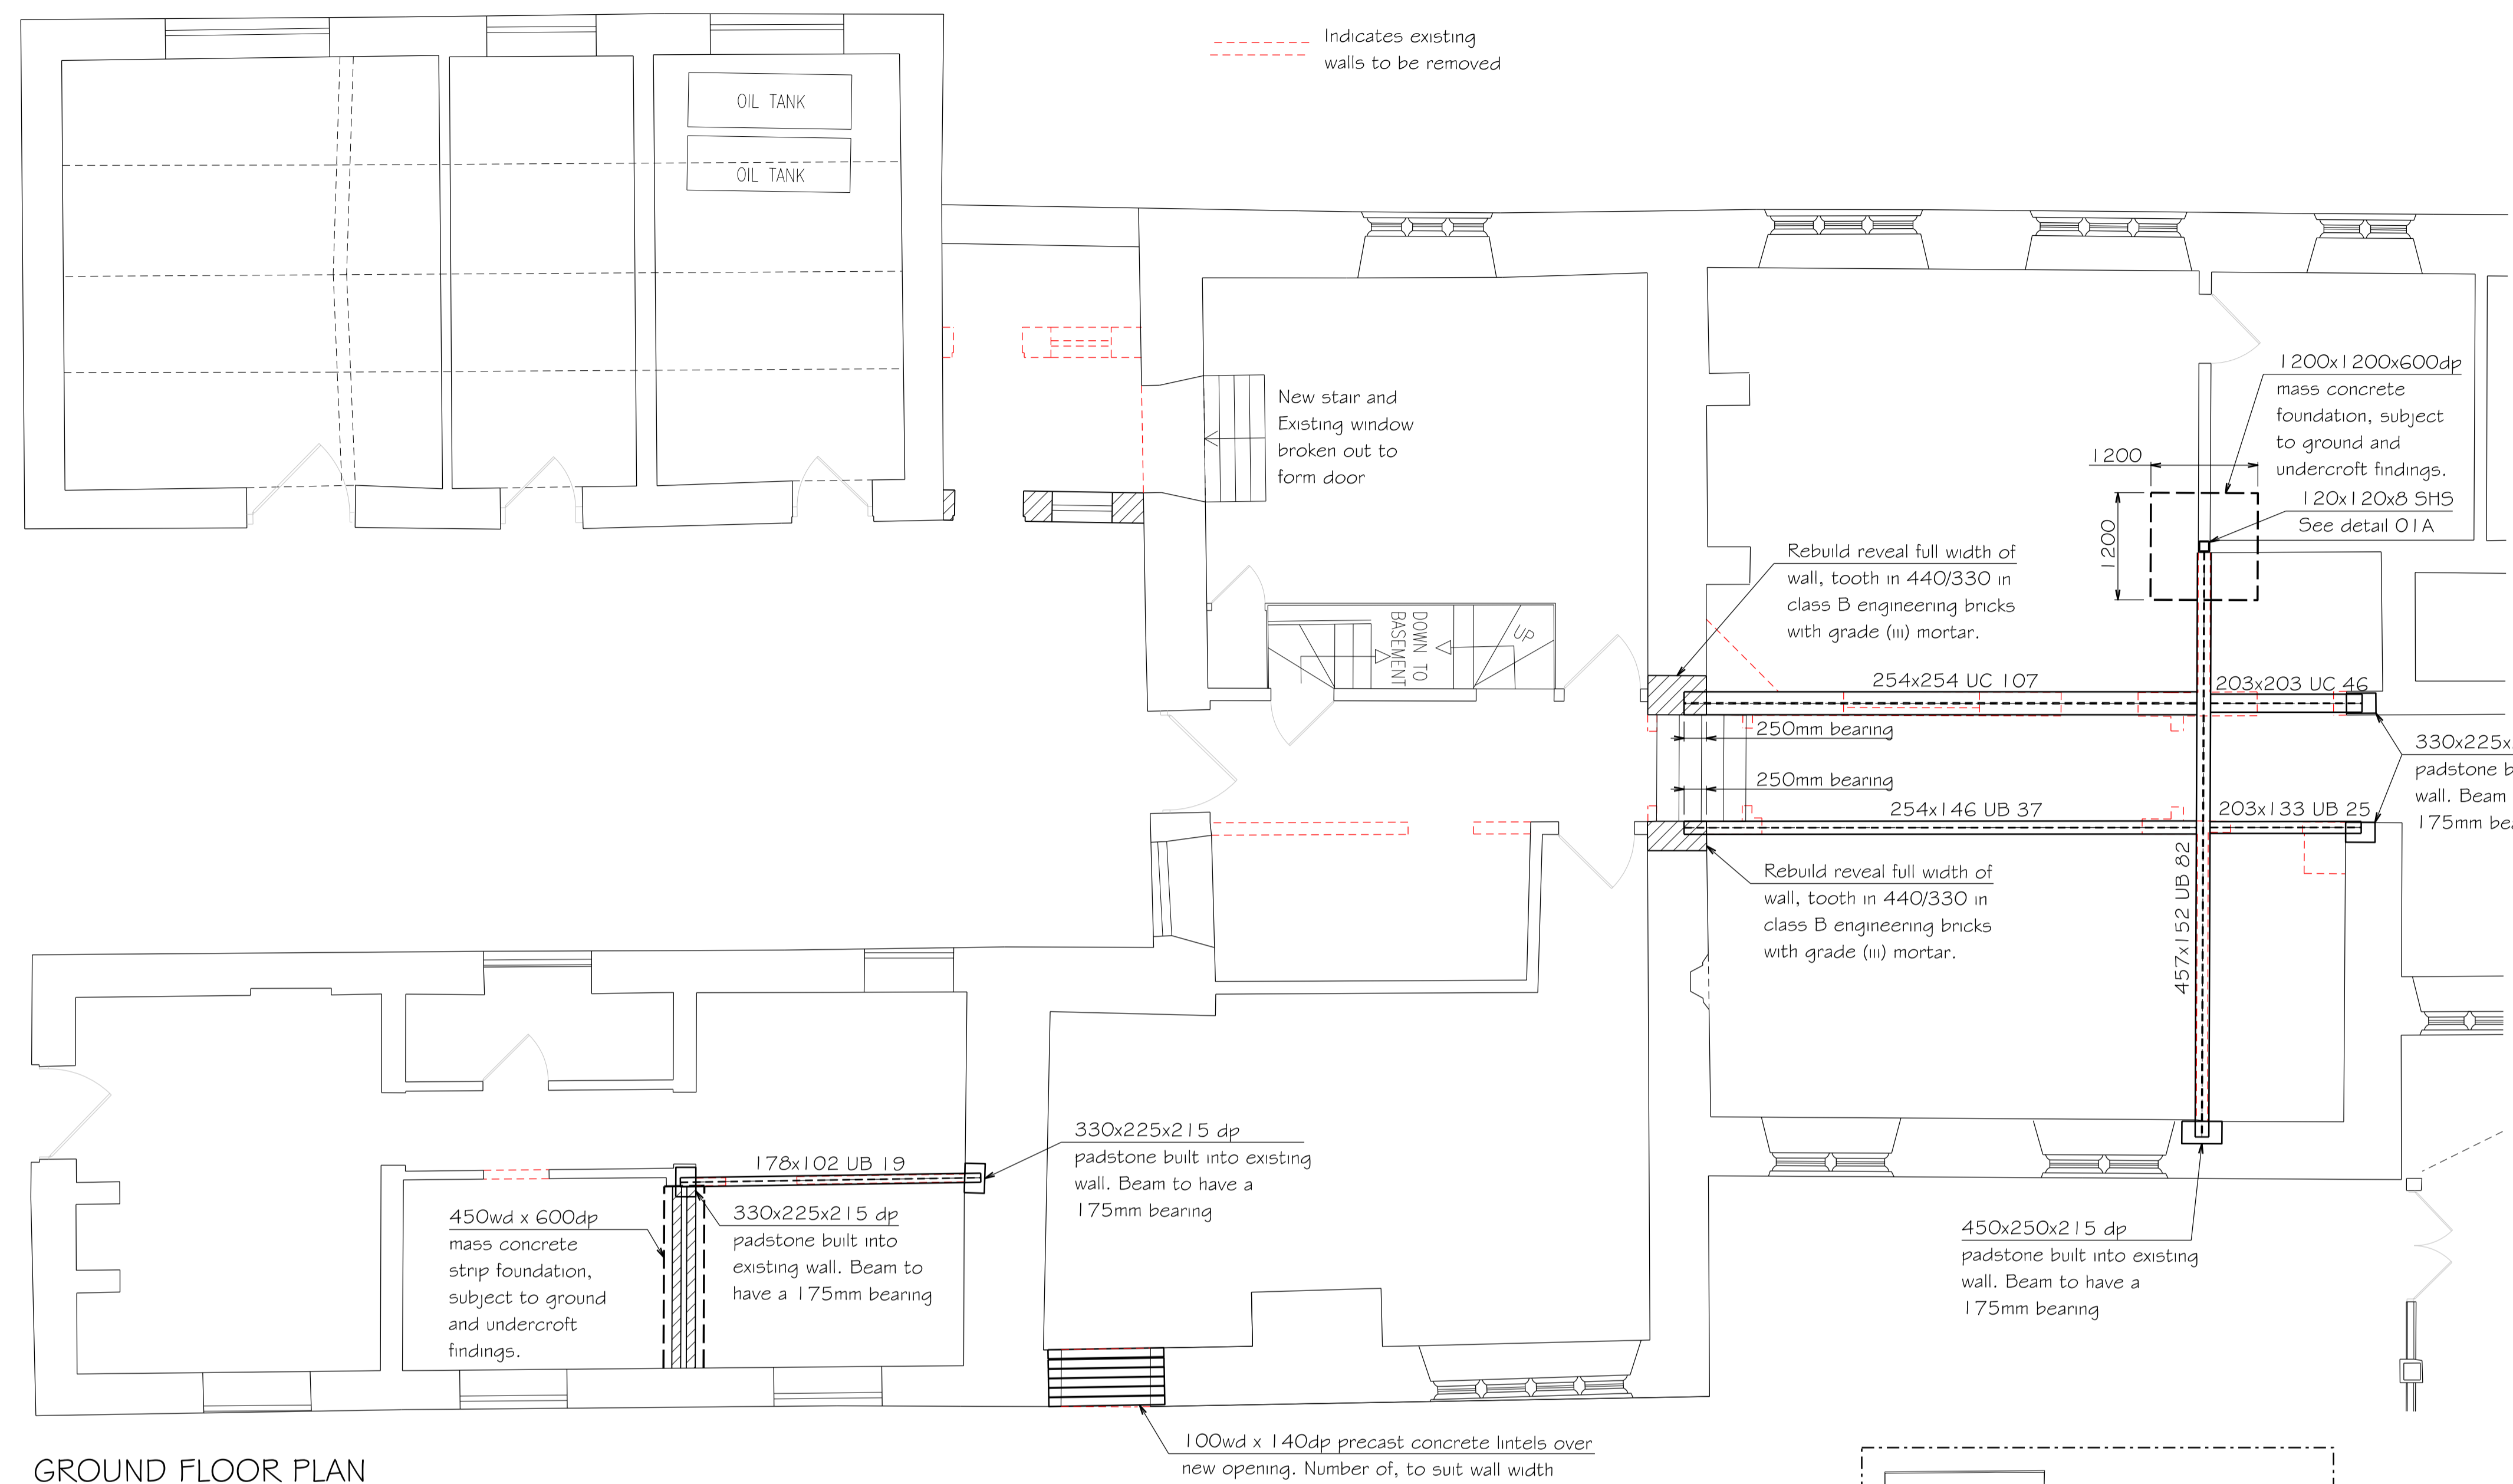 Indicates existing
walls to be removed
OIL TANK
OIL TANK
New stair and
Existing window
broken out to
form door
1200x1200x600dp
mass concrete
foundation, subject
to ground and
undercroft findings.
1200
1200
120x120x8 SHS
See detail 01A
Rebuild reveal full width of
wall, tooth in 440/330 in
class B engineering bricks
with grade (iii) mortar.
DOWN TO
BASEMENT
UP
254x254 UC 107
203x203 UC 46
250mm bearing
250mm bearing
254x146 UB 37
203x133 UB 25
330x225x
padstone b
wall. Beam
175mm bea
457x152 UB 82
Rebuild reveal full width of
wall, tooth in 440/330 in
class B engineering bricks
with grade (iii) mortar.
178x102 UB 19
330x225x215 dp
padstone built into existing
wall. Beam to have a
175mm bearing
450wd x 600dp
mass concrete
strip foundation,
subject to ground
and undercroft
findings.
330x225x215 dp
padstone built into
existing wall. Beam to
have a 175mm bearing
450x250x215 dp
padstone built into existing
wall. Beam to have a
175mm bearing
100wd x 140dp precast concrete lintels over
new opening. Number of, to suit wall width
GROUND FLOOR PLAN